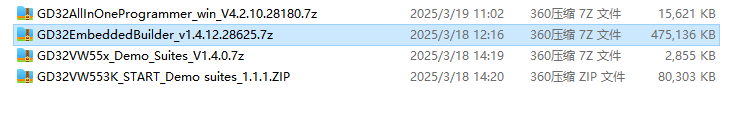 GD32AllInOneProgrammer_win_V4.2.10.28180.7z 2025/3/19 11:02 360压缩 7Z 文件 15,621 KB
GD32EmbeddedBuilder_v1.4.12.28625.7z 2025/3/18 12:16 360压缩 7Z 文件 475,136 KB
GD32VW55x_Demo_Suites_V1.4.0.7z 2025/3/18 14:19 360压缩 7Z 文件 2,855 KB
GD32VW553K_START_Demo suites_1.1.1.ZIP 2025/3/18 14:20 360压缩 ZIP 文件 80,303 KB